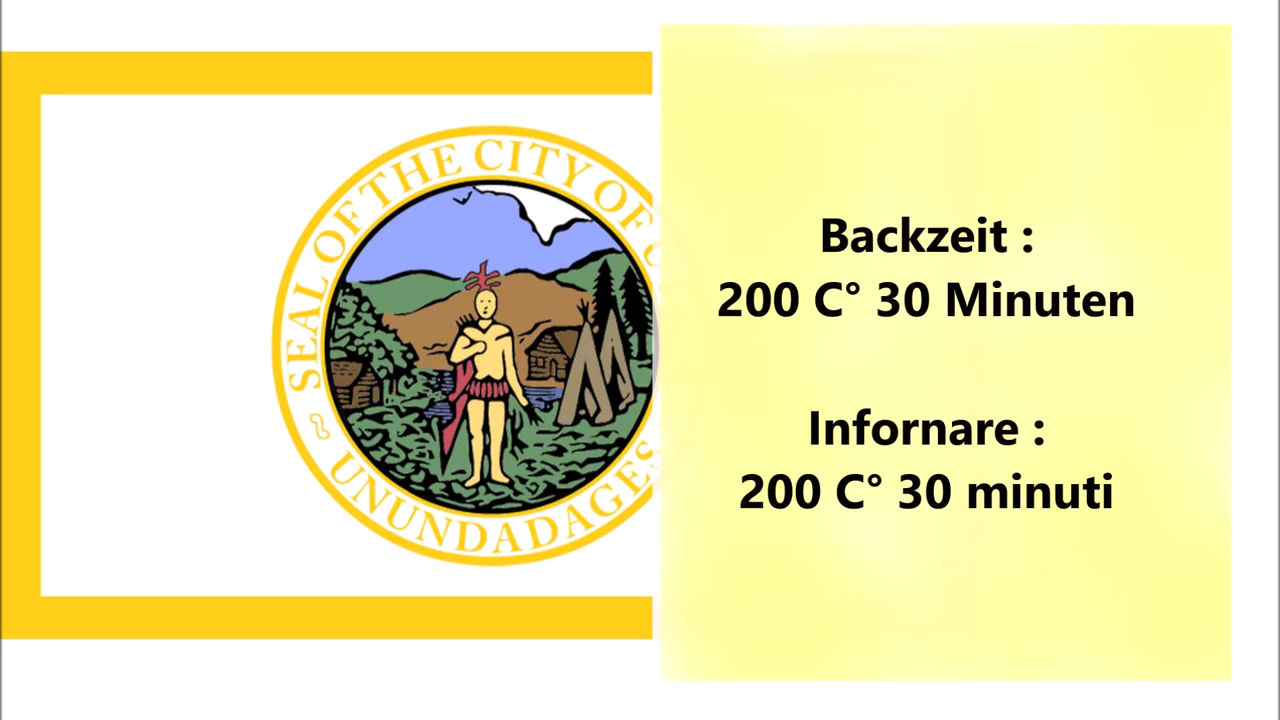 SEAL OF THE CITY OF
UNUNDADAGES
Backzeit :
200 C° 30 Minuten
Infornare :
200 C° 30 minuti